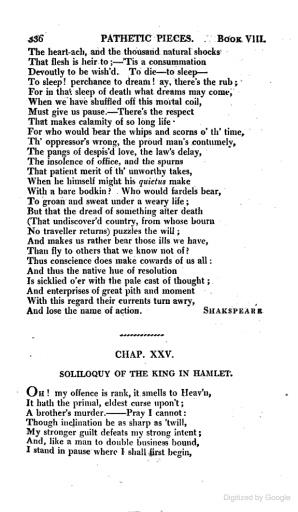 436 PATHETIC PIECES. BOOK VIII.
The heart-ach, and the thousand natural shocks
That flesh is heir to;—'Tis a consummation
Devoutly to be wish'd. To die—to sleep—
To sleep! perchance to dream! ay, there's the rub;
For in that sleep of death what dreams may come,
When we have shuffled off this mortal coil,
Must give us pause.—There's the respect
That makes calamity of so long life
For who would bear the whips and scorns o' th' time,
Th' oppressor's wrong, the proud man's contumely,
The pangs of despis'd love, the law's delay,
The insolence of office, and the spurns
That patient merit of th' unworthy takes,
When he himself might his quietus make
With a bare bodkin? Who would fardels bear,
To groan and sweat under a weary life;
But that the dread of something after death
(That undiscover'd country, from whose bourn
No traveller returns) puzzles the will;
And makes us rather bear those ills we have,
Than fly to others that we know not of?
Thus conscience does make cowards of us all:
And thus the native hue of resolution
Is sicklied o'er with the pale cast of thought;
And enterprises of great pith and moment
With this regard their currents turn awry,
And lose the name of action. SHAKSPEARE
CHAP. XXV.
SOLILOQUY OF THE KING IN HAMLET.
OH! my offence is rank, it smells to Heav'n,
It hath the primal, eldest curse upon't;
A brother's murder.——Pray I cannot:
Though inclination be as sharp as 'twill,
My stronger guilt defeats my strong intent;
And, like a man to double business bound,
I stand in pause where I shall first begin,
Digitized by Google